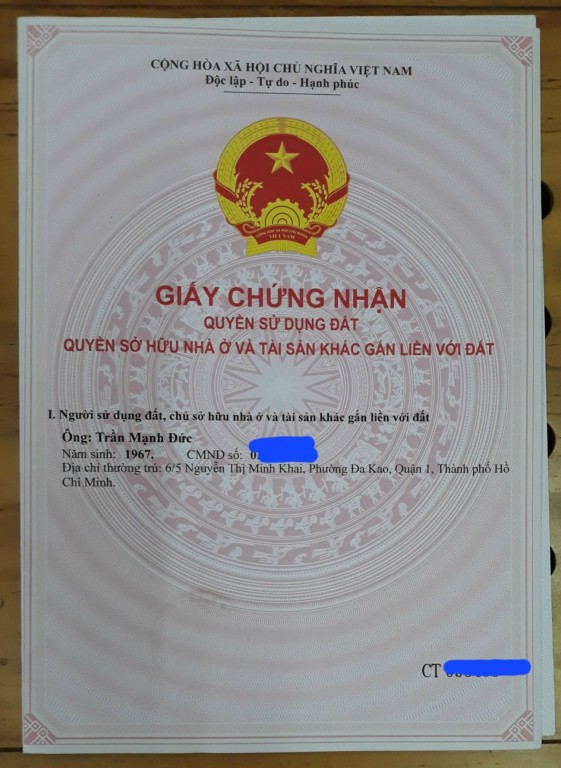 CỘNG HÒA XÃ HỘI CHỦ NGHĨA VIỆT NAM
Độc lập - Tự do - Hạnh phúc
VIỆT NAM
GIẤY CHỨNG NHẬN
QUYỀN SỬ DỤNG ĐẤT
QUYỀN SỞ HỮU NHÀ Ở VÀ TÀI SẢN KHÁC GẮN LIỀN VỚI ĐẤT
I. Người sử dụng đất, chủ sở hữu nhà ở và tài sản khác gắn liền với đất
Ông: Trần Mạnh Đức
Năm sinh: 1967, CMND số: 0
Địa chỉ thường trú: 6/5 Nguyễn Thị Minh Khai, Phường Đa Kao, Quận 1, Thành phố Hồ
Chí Minh.
CT